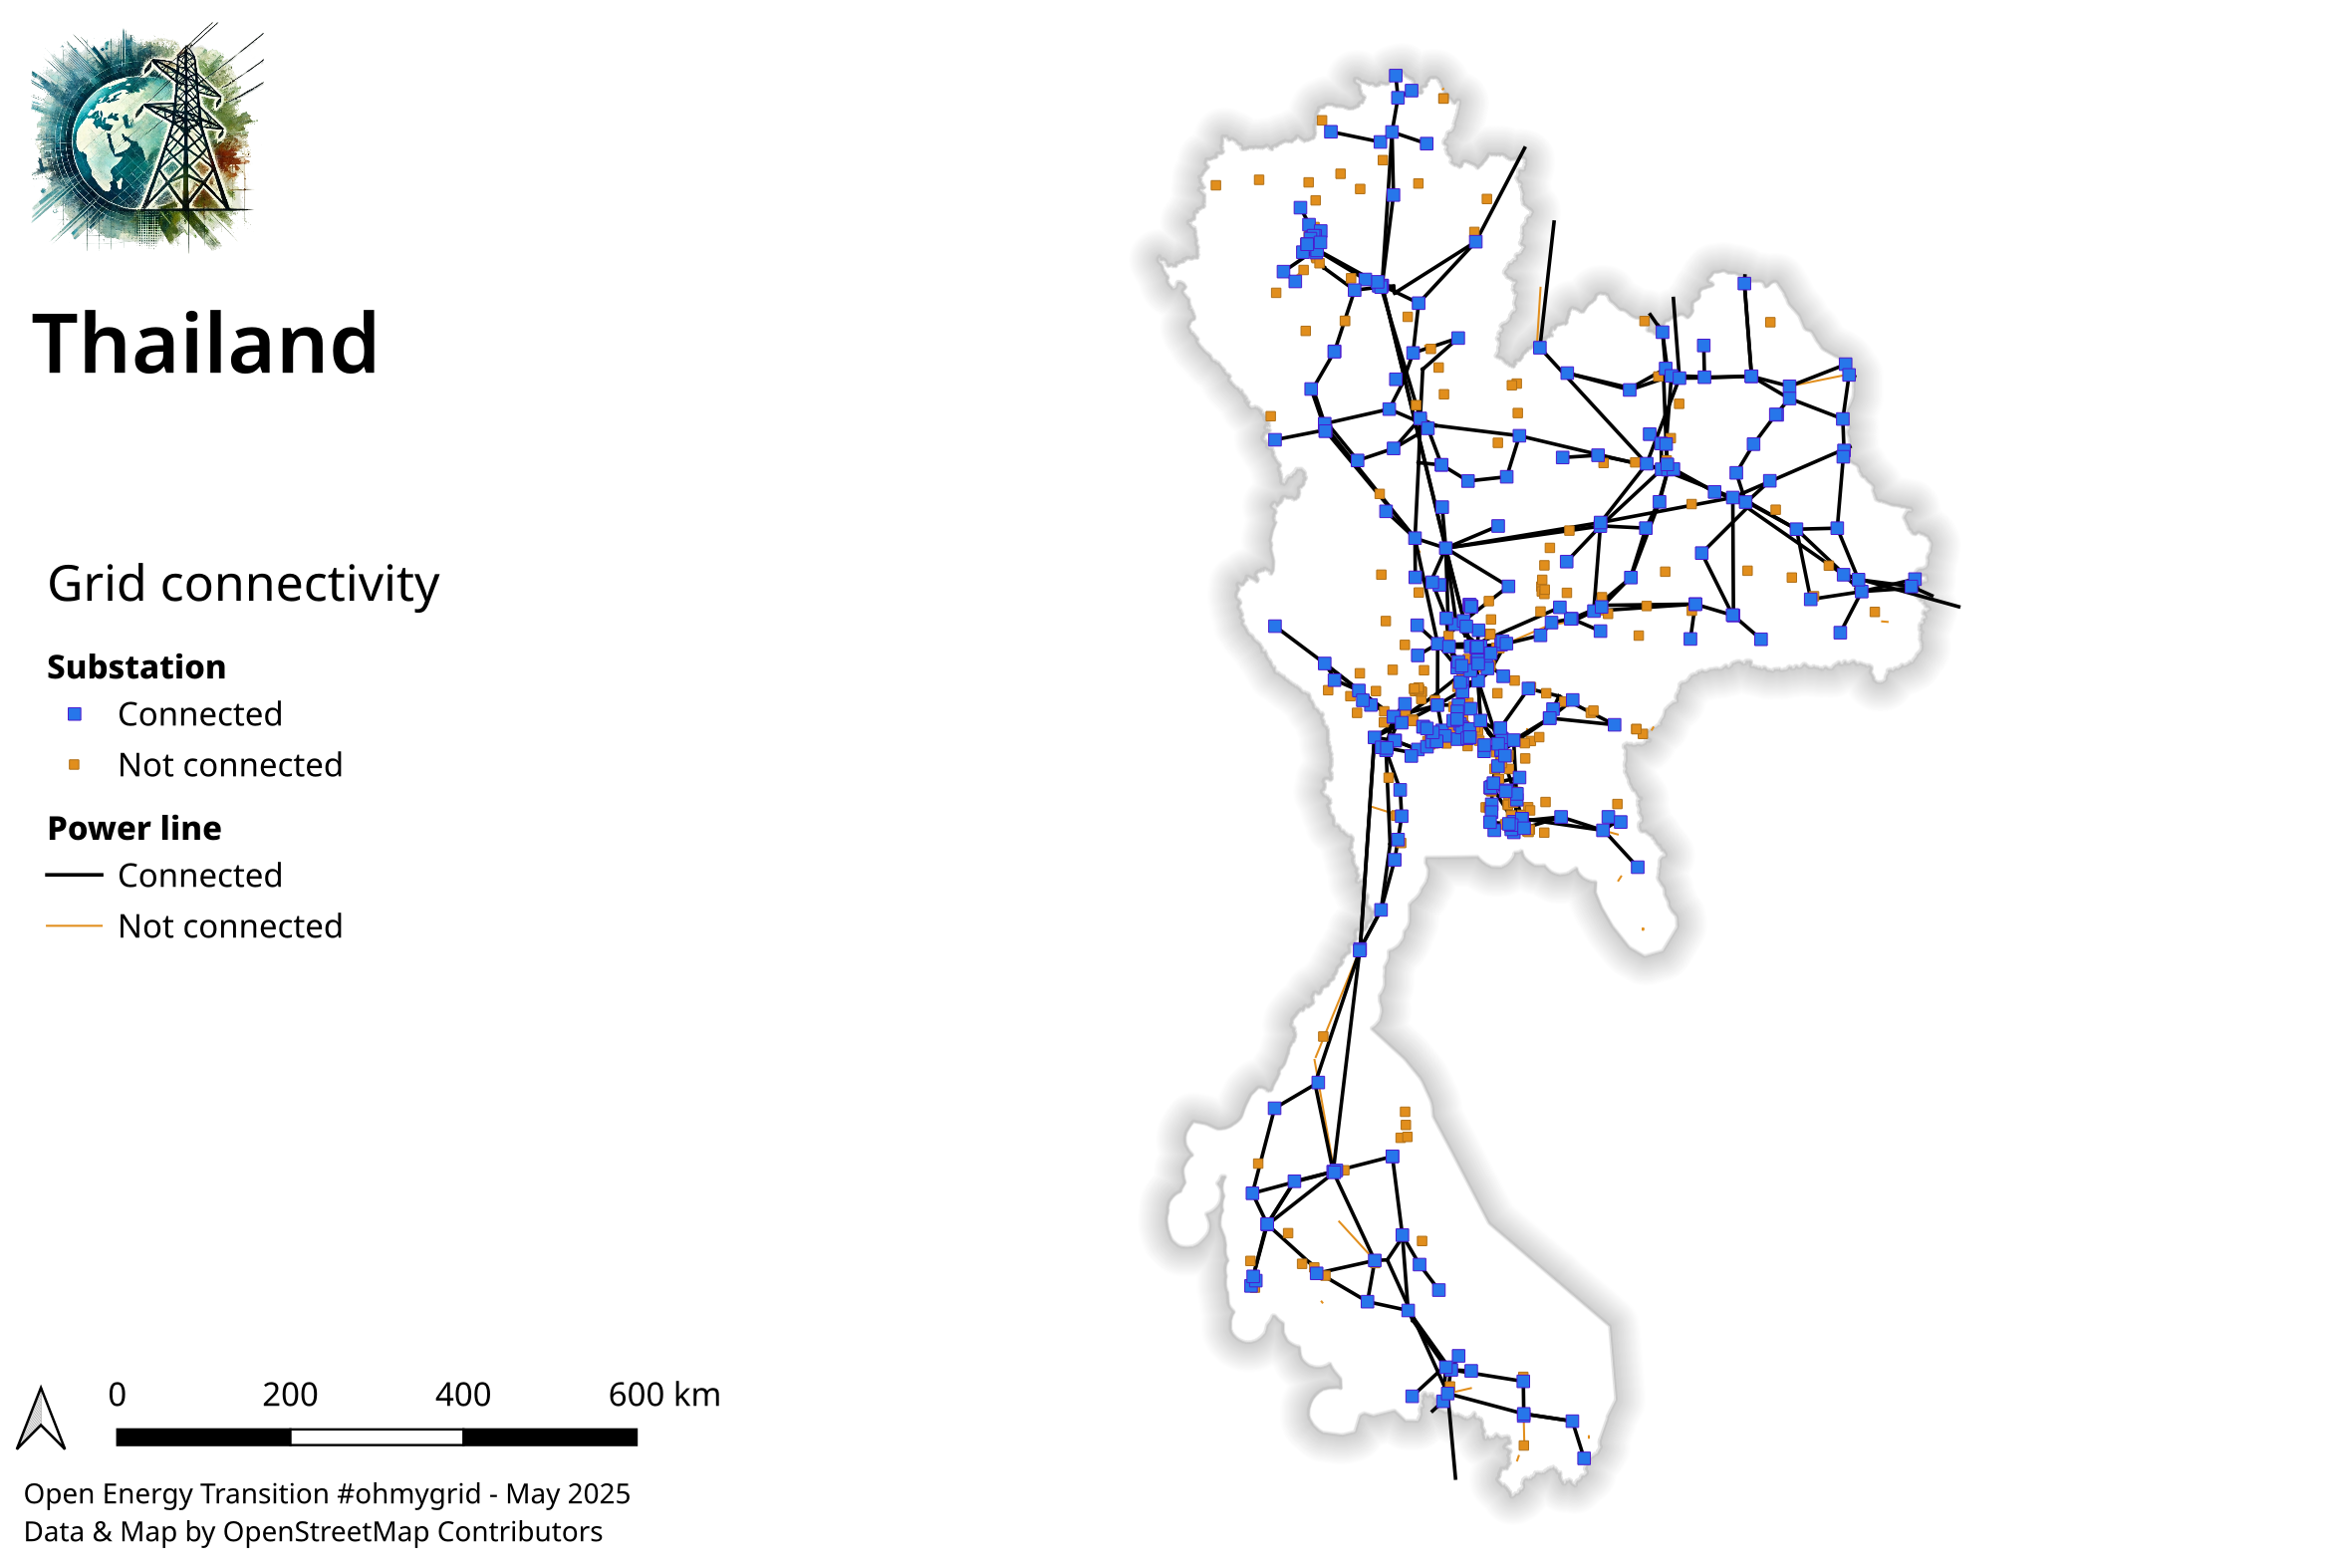 Thailand
Grid connectivity
Substation
Connected
Not connected
Power line
Connected
Not connected
0 200 400 600 km
Open Energy Transition #ohmygrid - May 2025
Data & Map by OpenStreetMap Contributors